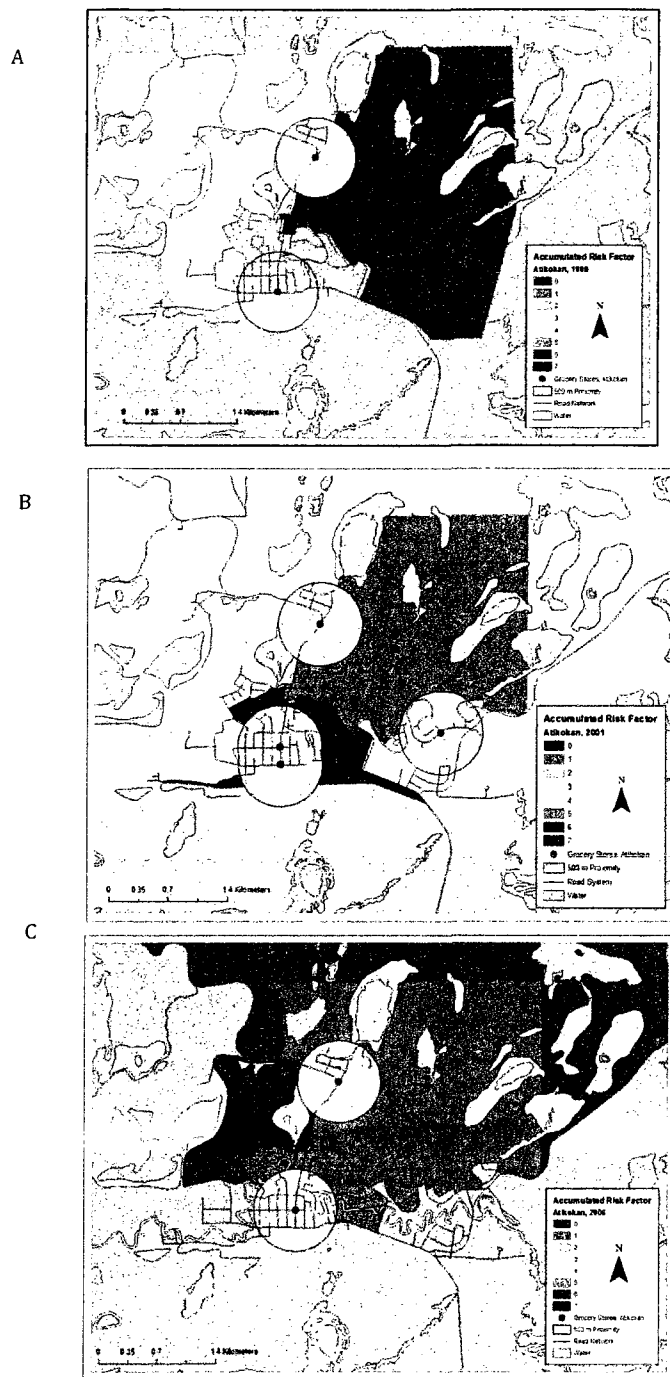 A
Accumulated Risk Factor
Atikokan, 1996
0
1
2
3
4
5
6
7
Grocery Stores, Atikokan
500 m Proximity
Road Network
Water
N
0 0.35 0.7 1.4 Kilometers
B
Accumulated Risk Factor
Atikokan, 2001
0
1
2
3
4
5
6
7
Grocery Stores, Atikokan
500 m Proximity
Road System
Water
N
0 0.35 0.7 1.4 Kilometers
C
Accumulated Risk Factor
Atikokan, 2006
0
1
2
3
5
6
Grocery Stores, Atikokan
500 m Proximity
Road Network
Water
N
0 0.35 0.7 1.4 Kilometers